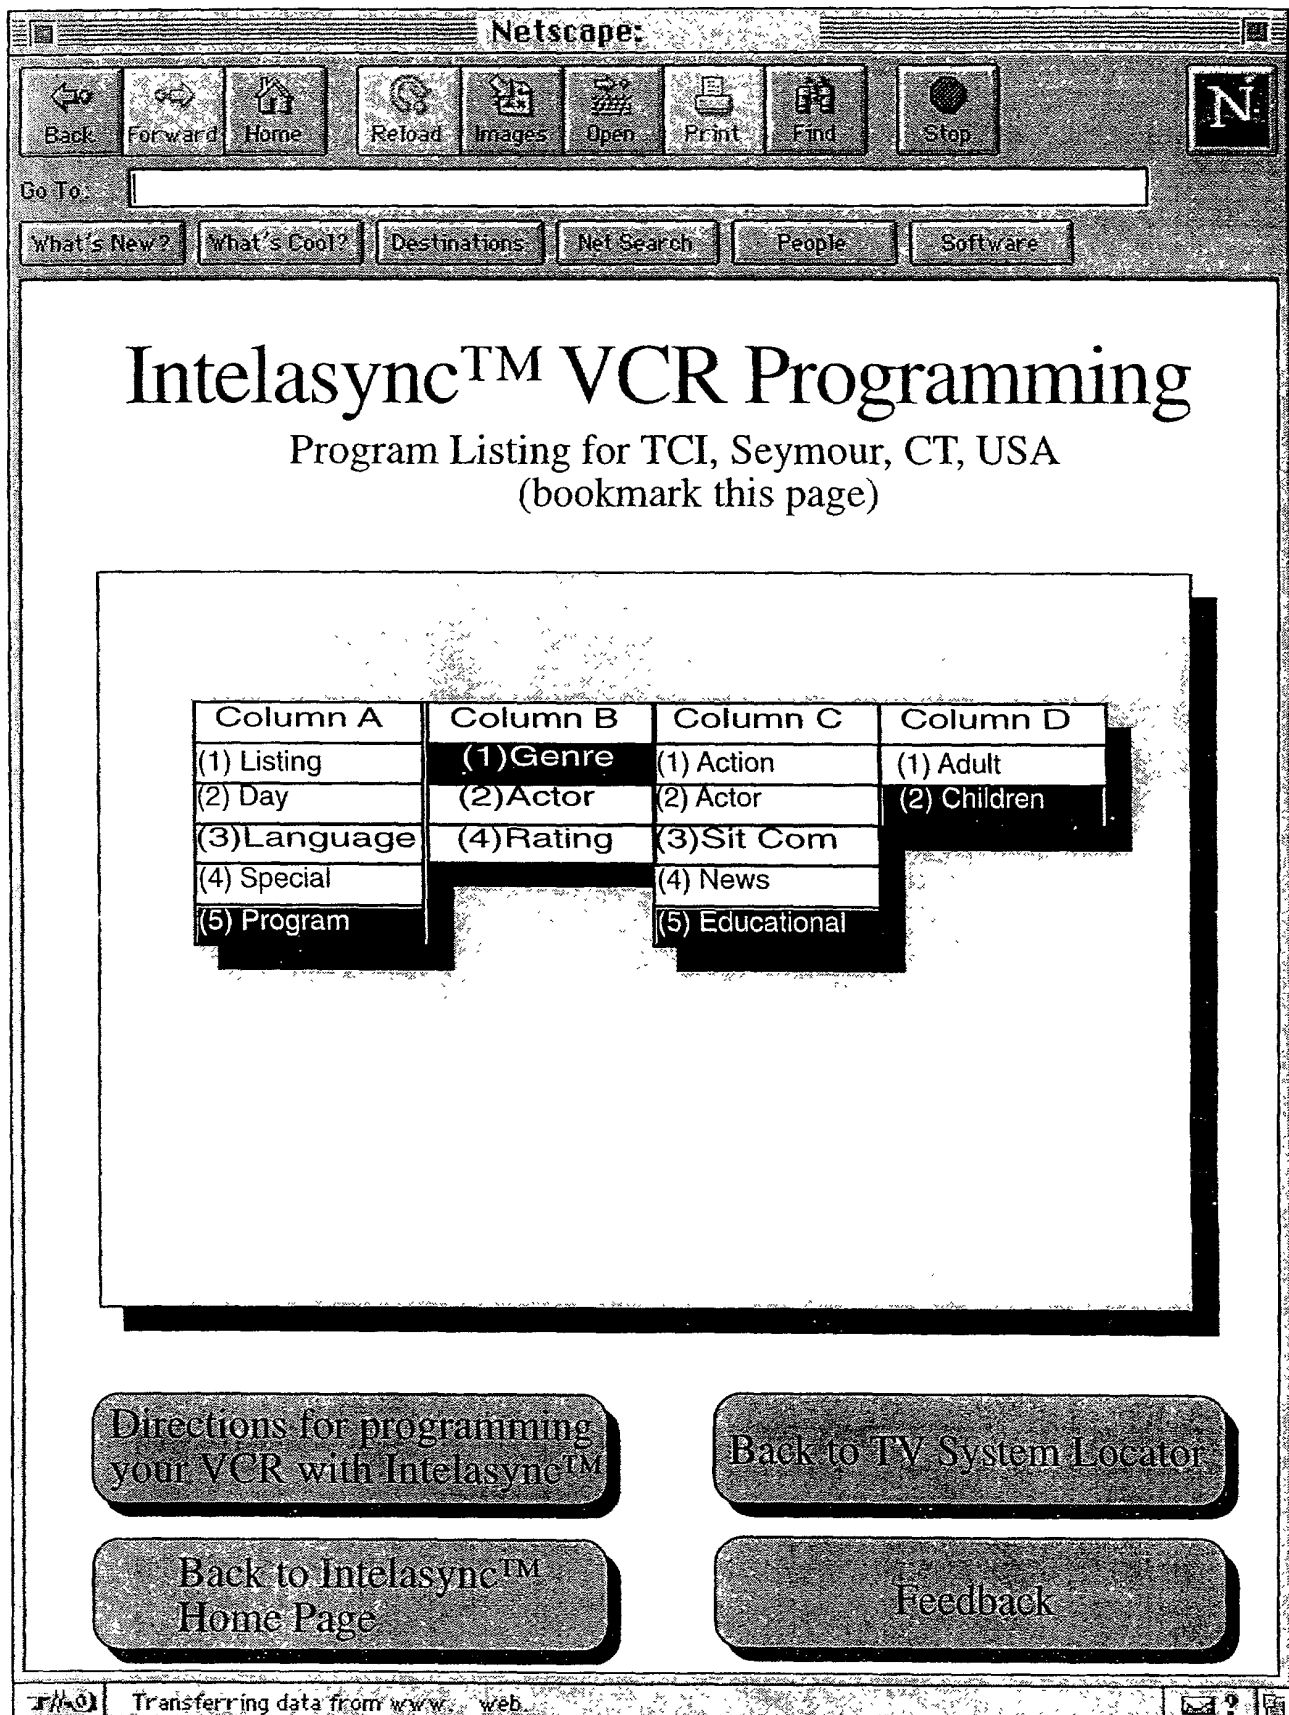 Netscape:
Back Forward Home Reload Images Open Print Find Stop N
Go To:
What's New? What's Cool? Destinations Net Search People Software
Intelasync™ VCR Programming
Program Listing for TCI, Seymour, CT, USA
(bookmark this page)
Column A Column B Column C Column D
(1) Listing (1)Genre (1) Action (1) Adult
(2) Day (2)Actor (2) Actor (2) Children
(3)Language (4)Rating (3)Sit Com
(4) Special (4) News
(5) Program (5) Educational
Directions for programming
your VCR with Intelasync™
Back to TV System Locator
Back to Intelasync™
Home Page
Feedback
Transferring data from www. web.
?